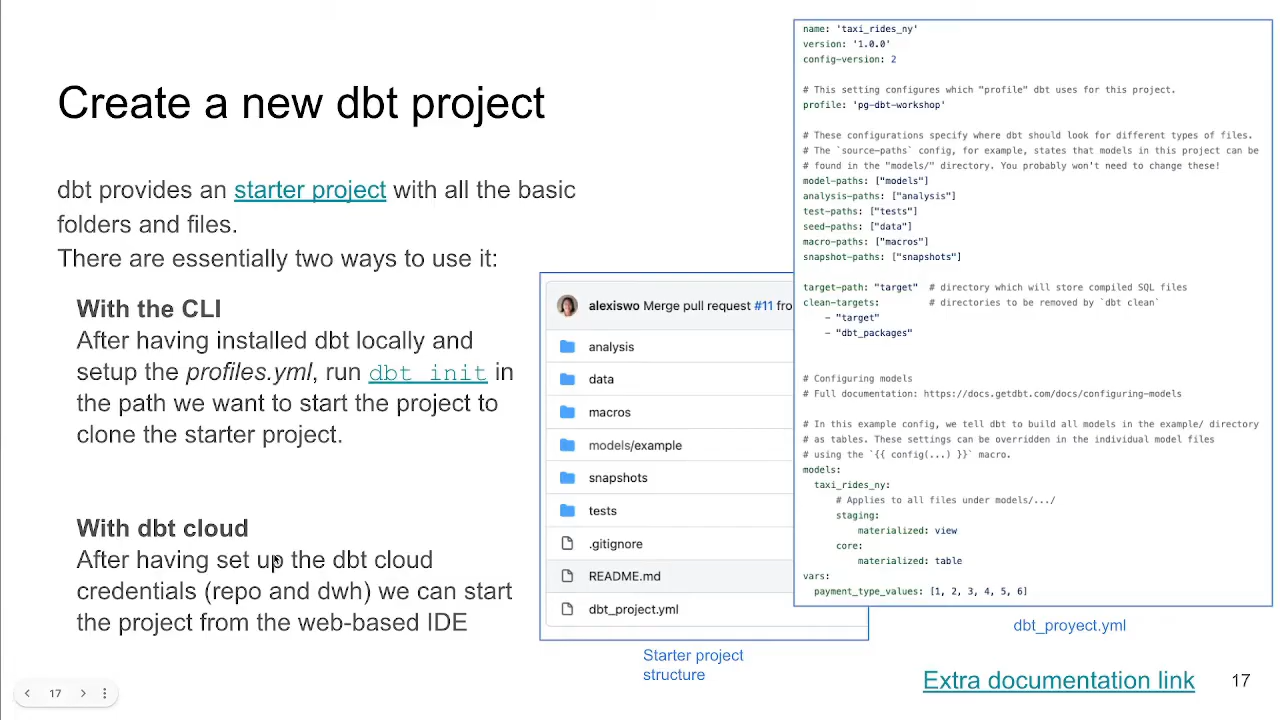 Create a new dbt project
dbt provides an starter project with all the basic
folders and files.
There are essentially two ways to use it:
With the CLI
After having installed dbt locally and
setup the profiles.yml, run dbt init in
the path we want to start the project to
clone the starter project.
With dbt cloud
After having set up the dbt cloud
credentials (repo and dwh) we can start
the project from the web-based IDE
alexiswo Merge pull request #11 fro
analysis
data
macros
models/example
snapshots
tests
.gitignore
README.md
dbt_project.yml
Starter project
structure
name: 'taxi_rides_ny'
version: '1.0.0'
config-version: 2
# This setting configures which "profile" dbt uses for this project.
profile: 'pg-dbt-workshop'
# These configurations specify where dbt should look for different types of files.
# The `source-paths` config, for example, states that models in this project can be
# found in the "models/" directory. You probably won't need to change these!
model-paths: ["models"]
analysis-paths: ["analysis"]
test-paths: ["tests"]
seed-paths: ["data"]
macro-paths: ["macros"]
snapshot-paths: ["snapshots"]
target-path: "target" # directory which will store compiled SQL files
clean-targets: # directories to be removed by `dbt clean`
- "target"
- "dbt_packages"
# Configuring models
# Full documentation: https://docs.getdbt.com/docs/configuring-models
# In this example config, we tell dbt to build all models in the example/ directory
# as tables. These settings can be overridden in the individual model files
# using the `{{ config(...) }}` macro.
models:
taxi_rides_ny:
# Applies to all files under models/.../
staging:
materialized: view
core:
materialized: table
vars:
payment_type_values: [1, 2, 3, 4, 5, 6]
dbt_proyect.yml
Extra documentation link
17
17